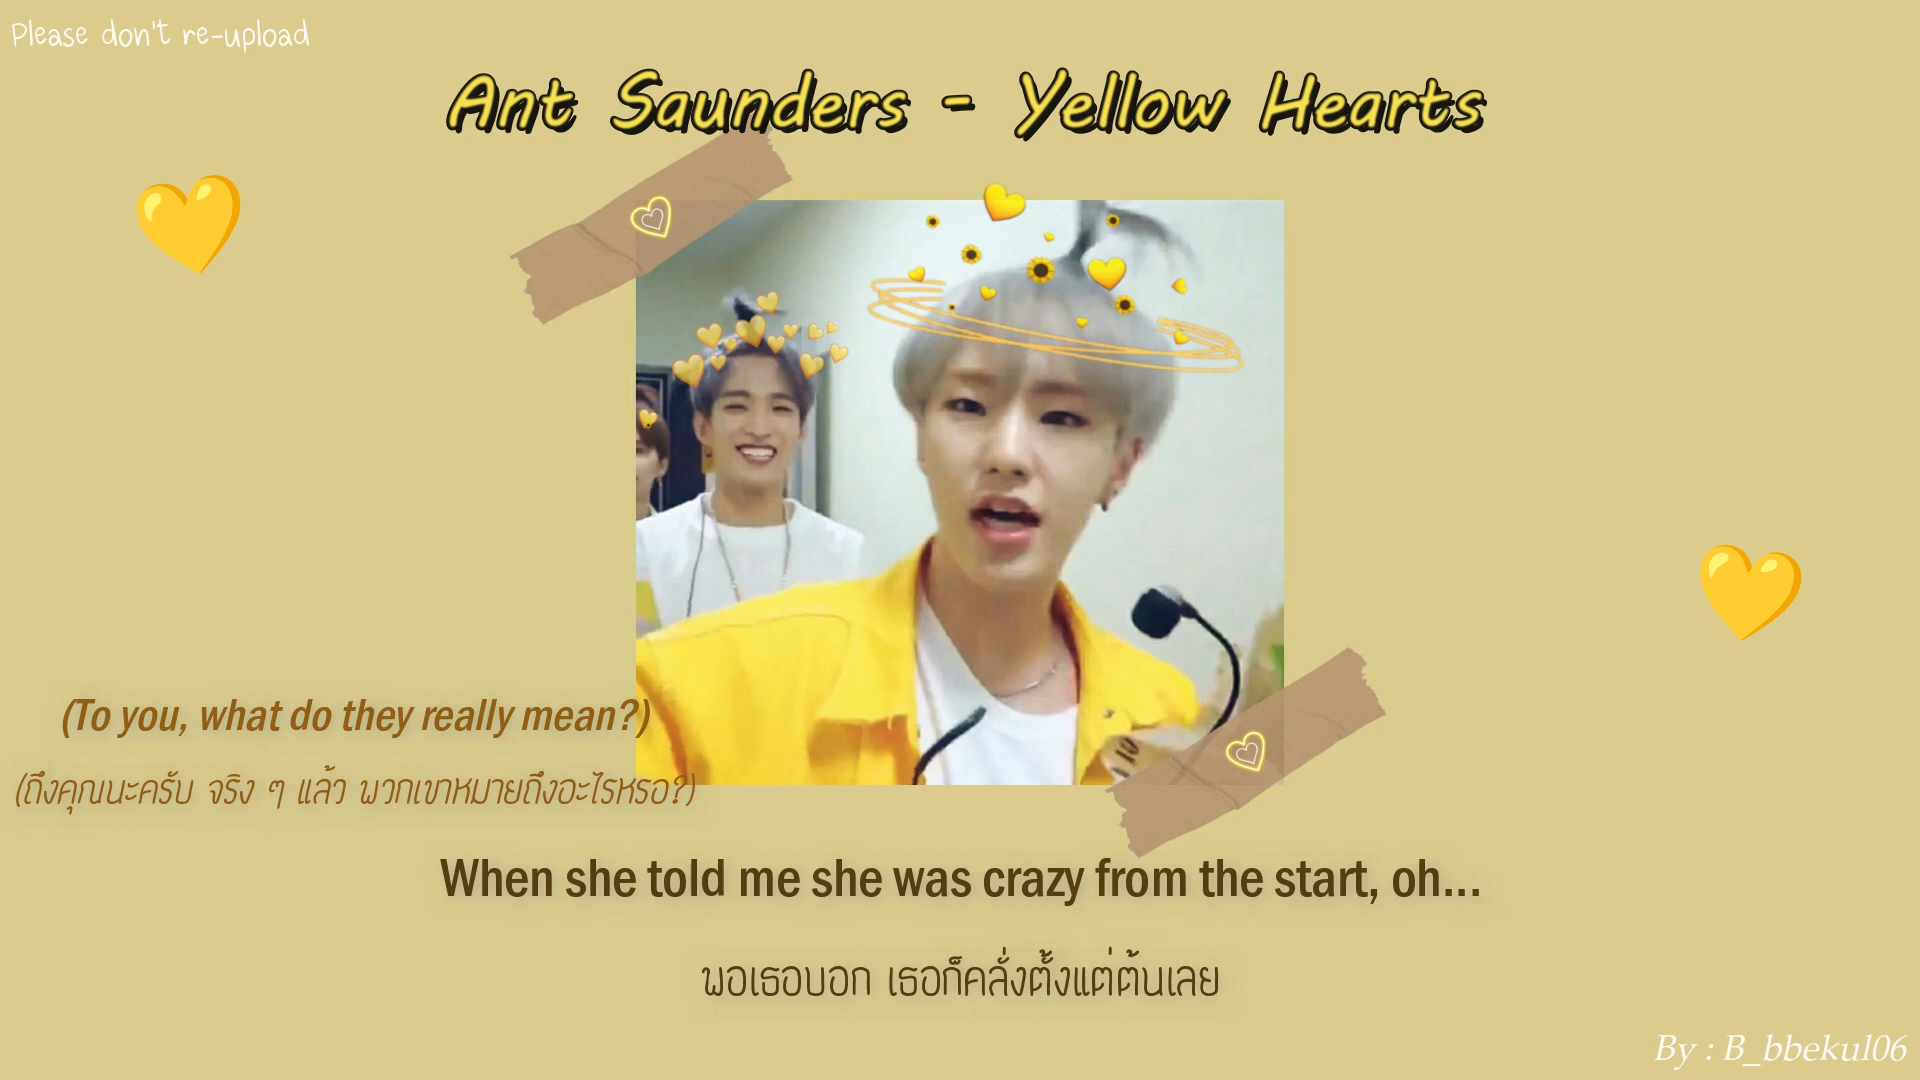 Please don't re-upload
Ant Saunders - Yellow Hearts
(To you, what do they really mean?)
(ถึงคุณนะครับ จริง ๆ แล้ว พวกเขาหมายถึงอะไรหรอ?)
When she told me she was crazy from the start, oh...
พอเธอบอก เธอก็คลั่งตั้งแต่ต้นเลย
By : B_bbekul06